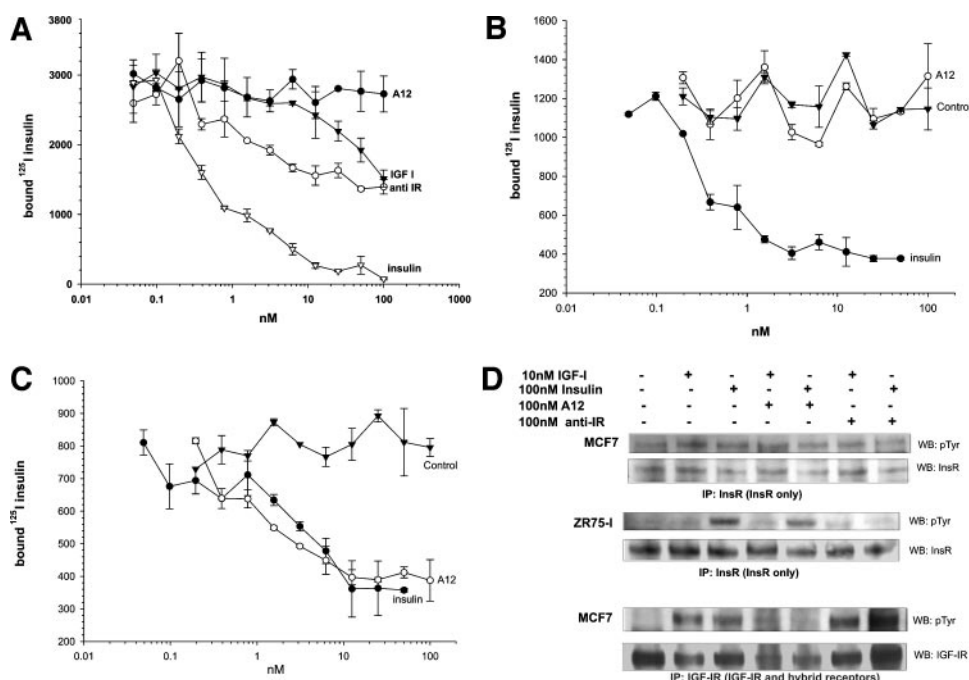 A
bound 125I insulin
3800
3000
2000
1000
0
A12
IGF I
anti IR
insulin
0.01
0.1
1
10
100
1000
nM
B
bound 125I insulin
1600
1400
1200
1000
800
600
400
200
A12
Control
insulin
0.01
0.1
1
10
100
nM
C
bound 125I insulin
1000
900
800
700
600
500
400
300
200
Control
A12
insulin
0.01
0.1
1
10
100
nM
D
10nM IGF-I - + - + - + -
100nM Insulin - - + - + - +
100nM A12 - - - + + - -
100nM anti-IR - - - - - + +
MCF7
WB: pTyr
WB: InsR
IP: InsR (InsR only)
ZR75-I
WB: pTyr
WB: InsR
IP: InsR (InsR only)
MCF7
WB: pTyr
WB: IGF-IR
IP: IGF-IR (IGF-IR and hybrid receptors)